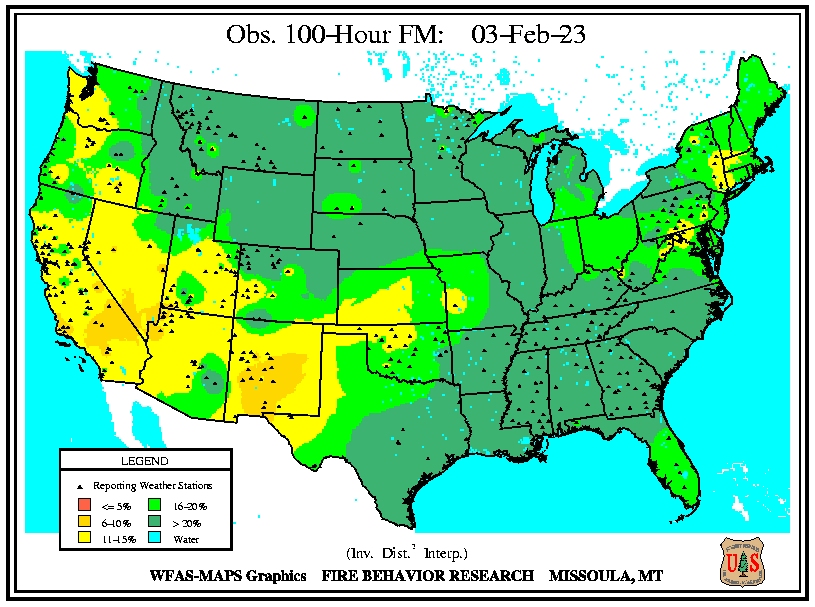 Obs. 100-Hour FM: 03-Feb-23
LEGEND
Reporting Weather Stations
<= 5% 16-20%
6-10% > 20%
11-15% Water
(Inv. Dist.² Interp.)
WFAS-MAPS Graphics FIRE BEHAVIOR RESEARCH MISSOULA, MT
U S